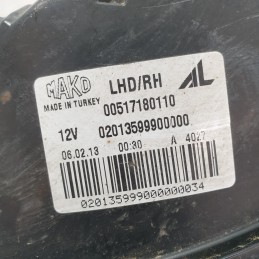 MAKO LHD/RH AL
MADE IN TURKEY 00517180110
12V 02013599900000
06.02.13 00:30 A 4027
02013599900000034